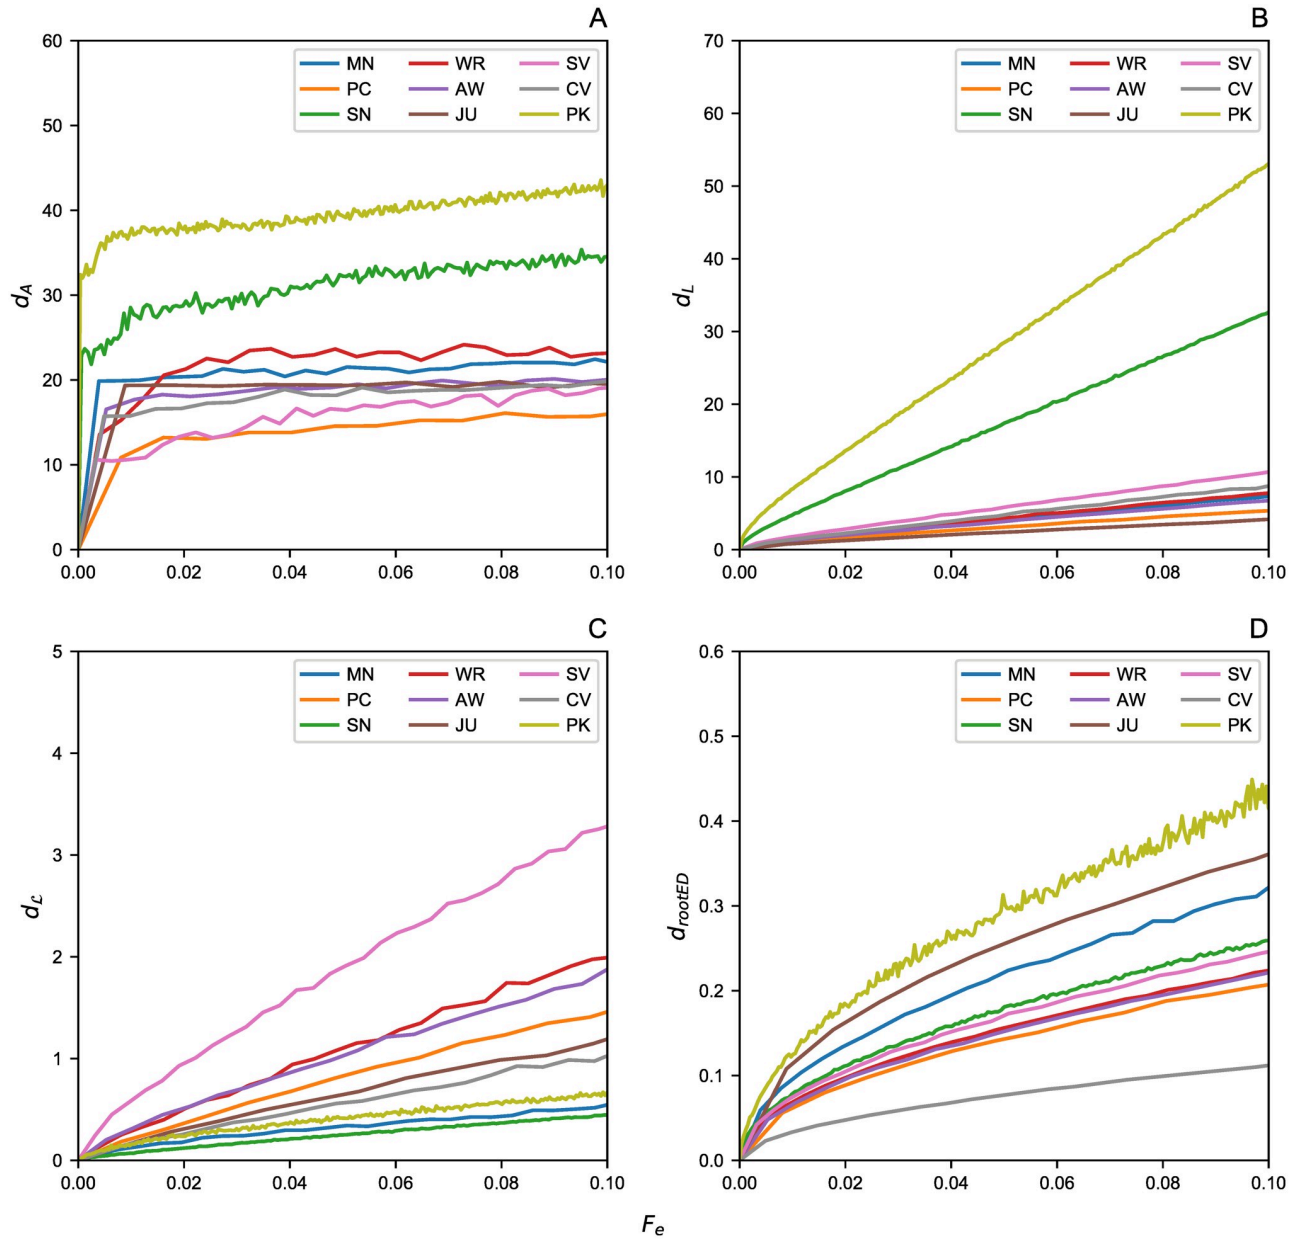 A
60
50
40
30
20
10
0
d_A
MN WR SV
PC AW CV
SN JU PK
0.00 0.02 0.04 0.06 0.08 0.10
B
70
60
50
40
30
20
10
0
d_L
MN WR SV
PC AW CV
SN JU PK
0.00 0.02 0.04 0.06 0.08 0.10
C
5
4
3
2
1
0
d_ℒ
MN WR SV
PC AW CV
SN JU PK
0.00 0.02 0.04 0.06 0.08 0.10
D
0.6
0.5
0.4
0.3
0.2
0.1
0.0
d_rootED
MN WR SV
PC AW CV
SN JU PK
0.00 0.02 0.04 0.06 0.08 0.10
F_e